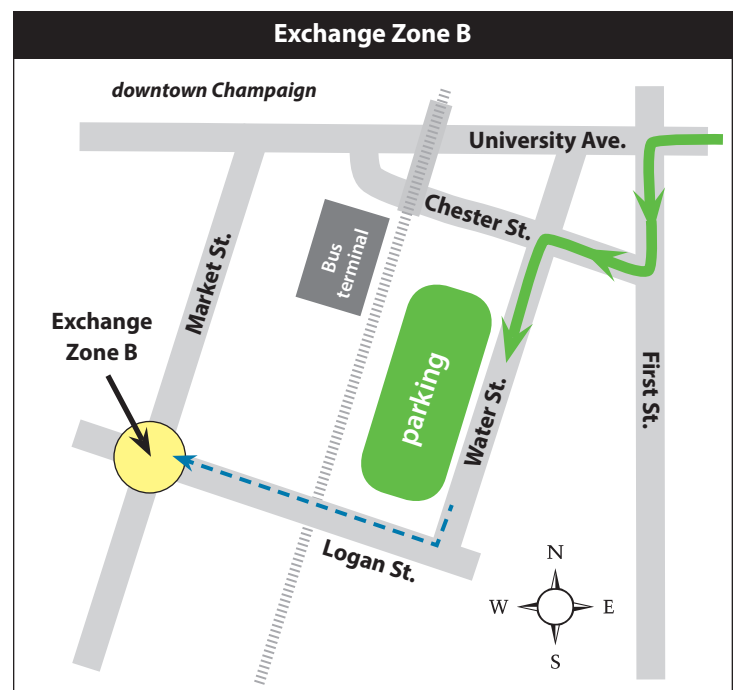 Exchange Zone B
downtown Champaign
University Ave.
Chester St.
Bus
terminal
Market St.
Exchange
Zone B
parking
Water St.
First St.
Logan St.
N
W
E
S